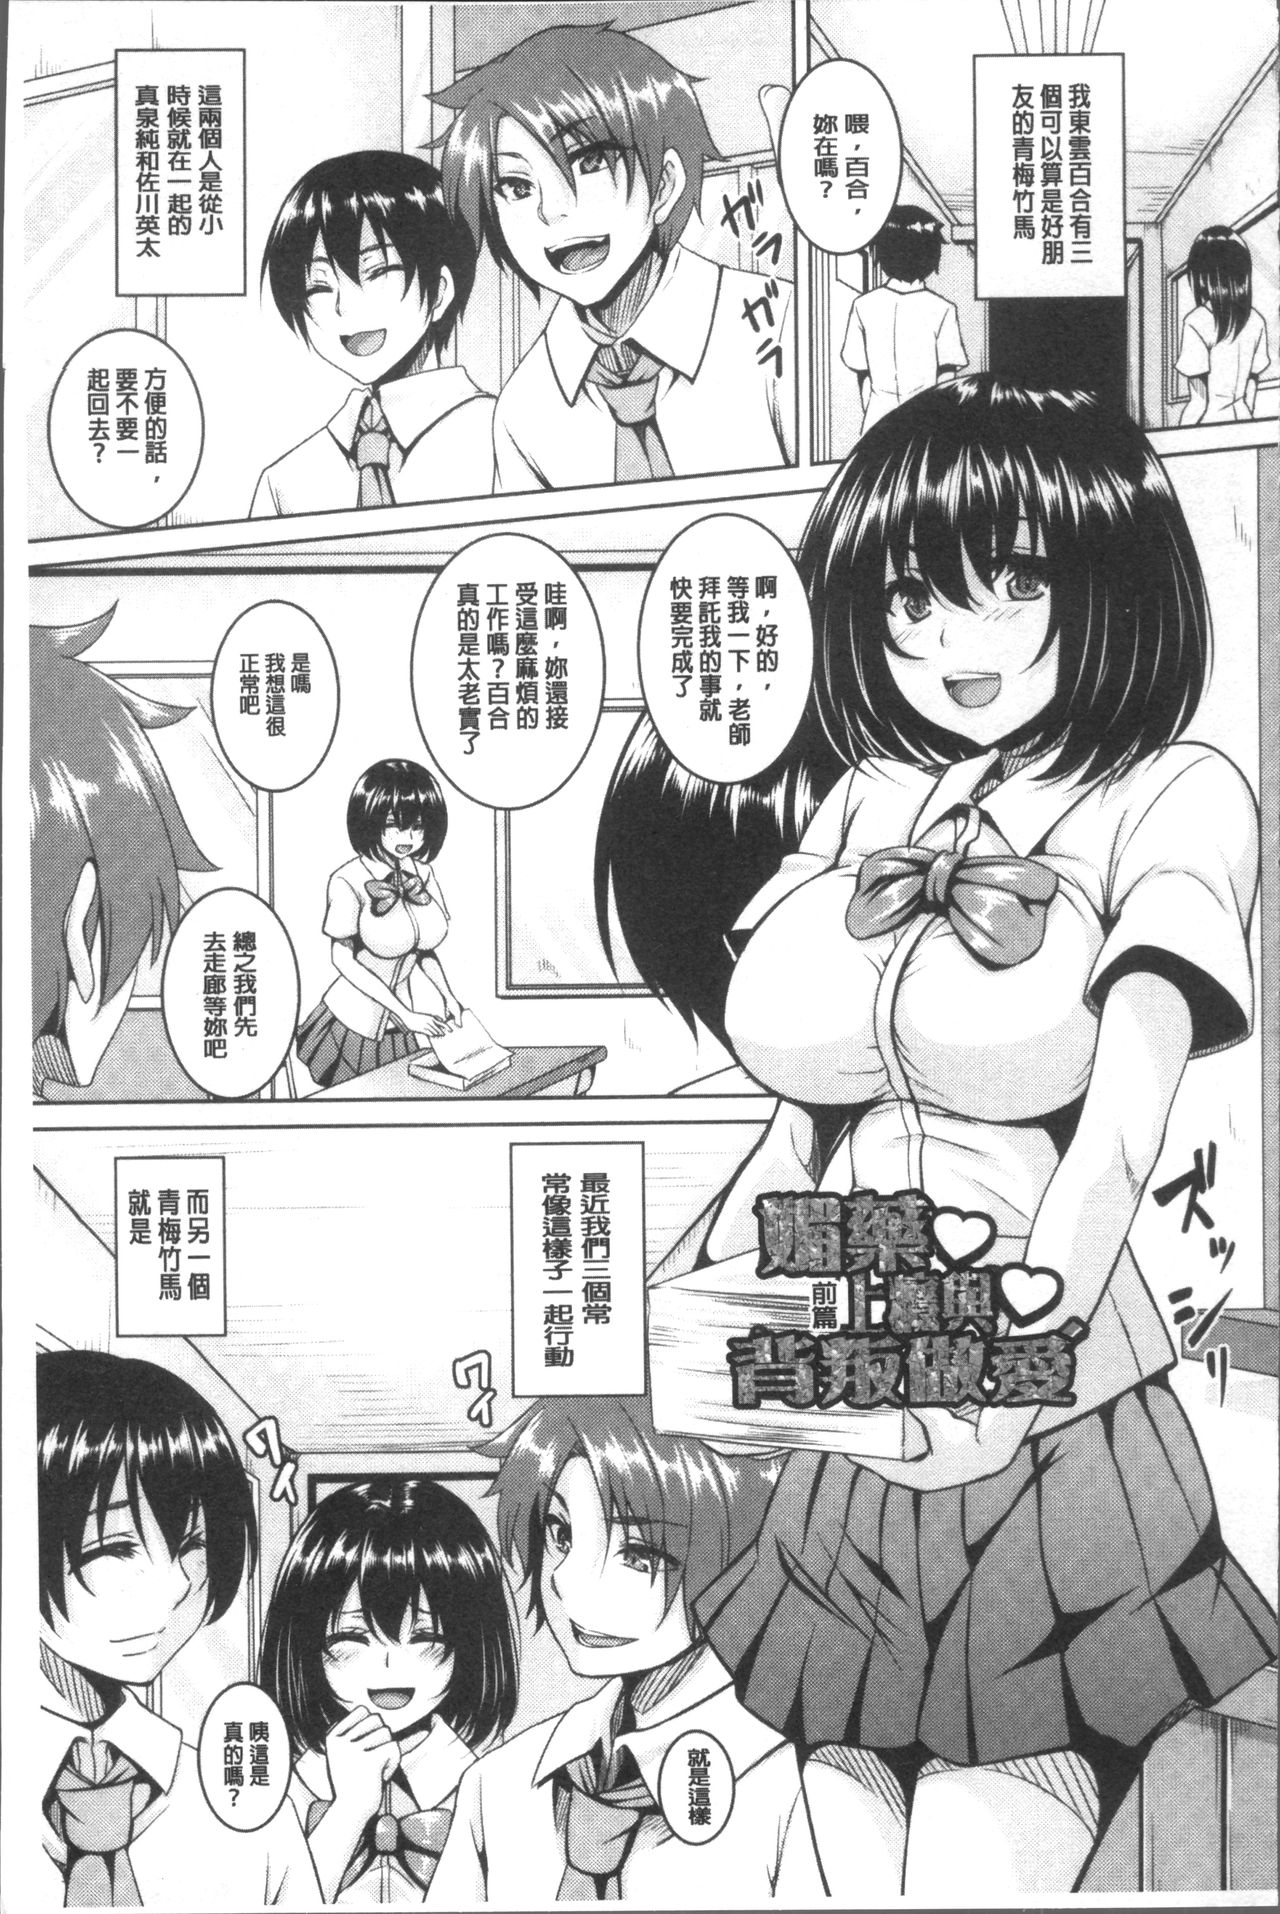 我東雲百合有三
個可以算是好朋
友的青梅竹馬
喂，百合，
妳在嗎？
ガラ
ガラ
這兩個人是從小
時候就在一起的
真泉純和佐川英太
方便的話，
要不要一
起回去？
啊，好的，
等我一下，老師
拜託我的事就
快要完成了
哇啊，妳還接
受這麼麻煩的
工作嗎？百合
真的是太老實了
是嗎
我想這很
正常吧
總之我們先
去走廊等妳吧
ズッシリ
媚藥♡
上癮與♡
背叛做愛
前篇
最近我們三個常
常像這樣子一起行動
而另一個
青梅竹馬
就是
ワイ
ワイ
就是這樣
咦這是
真的嗎？